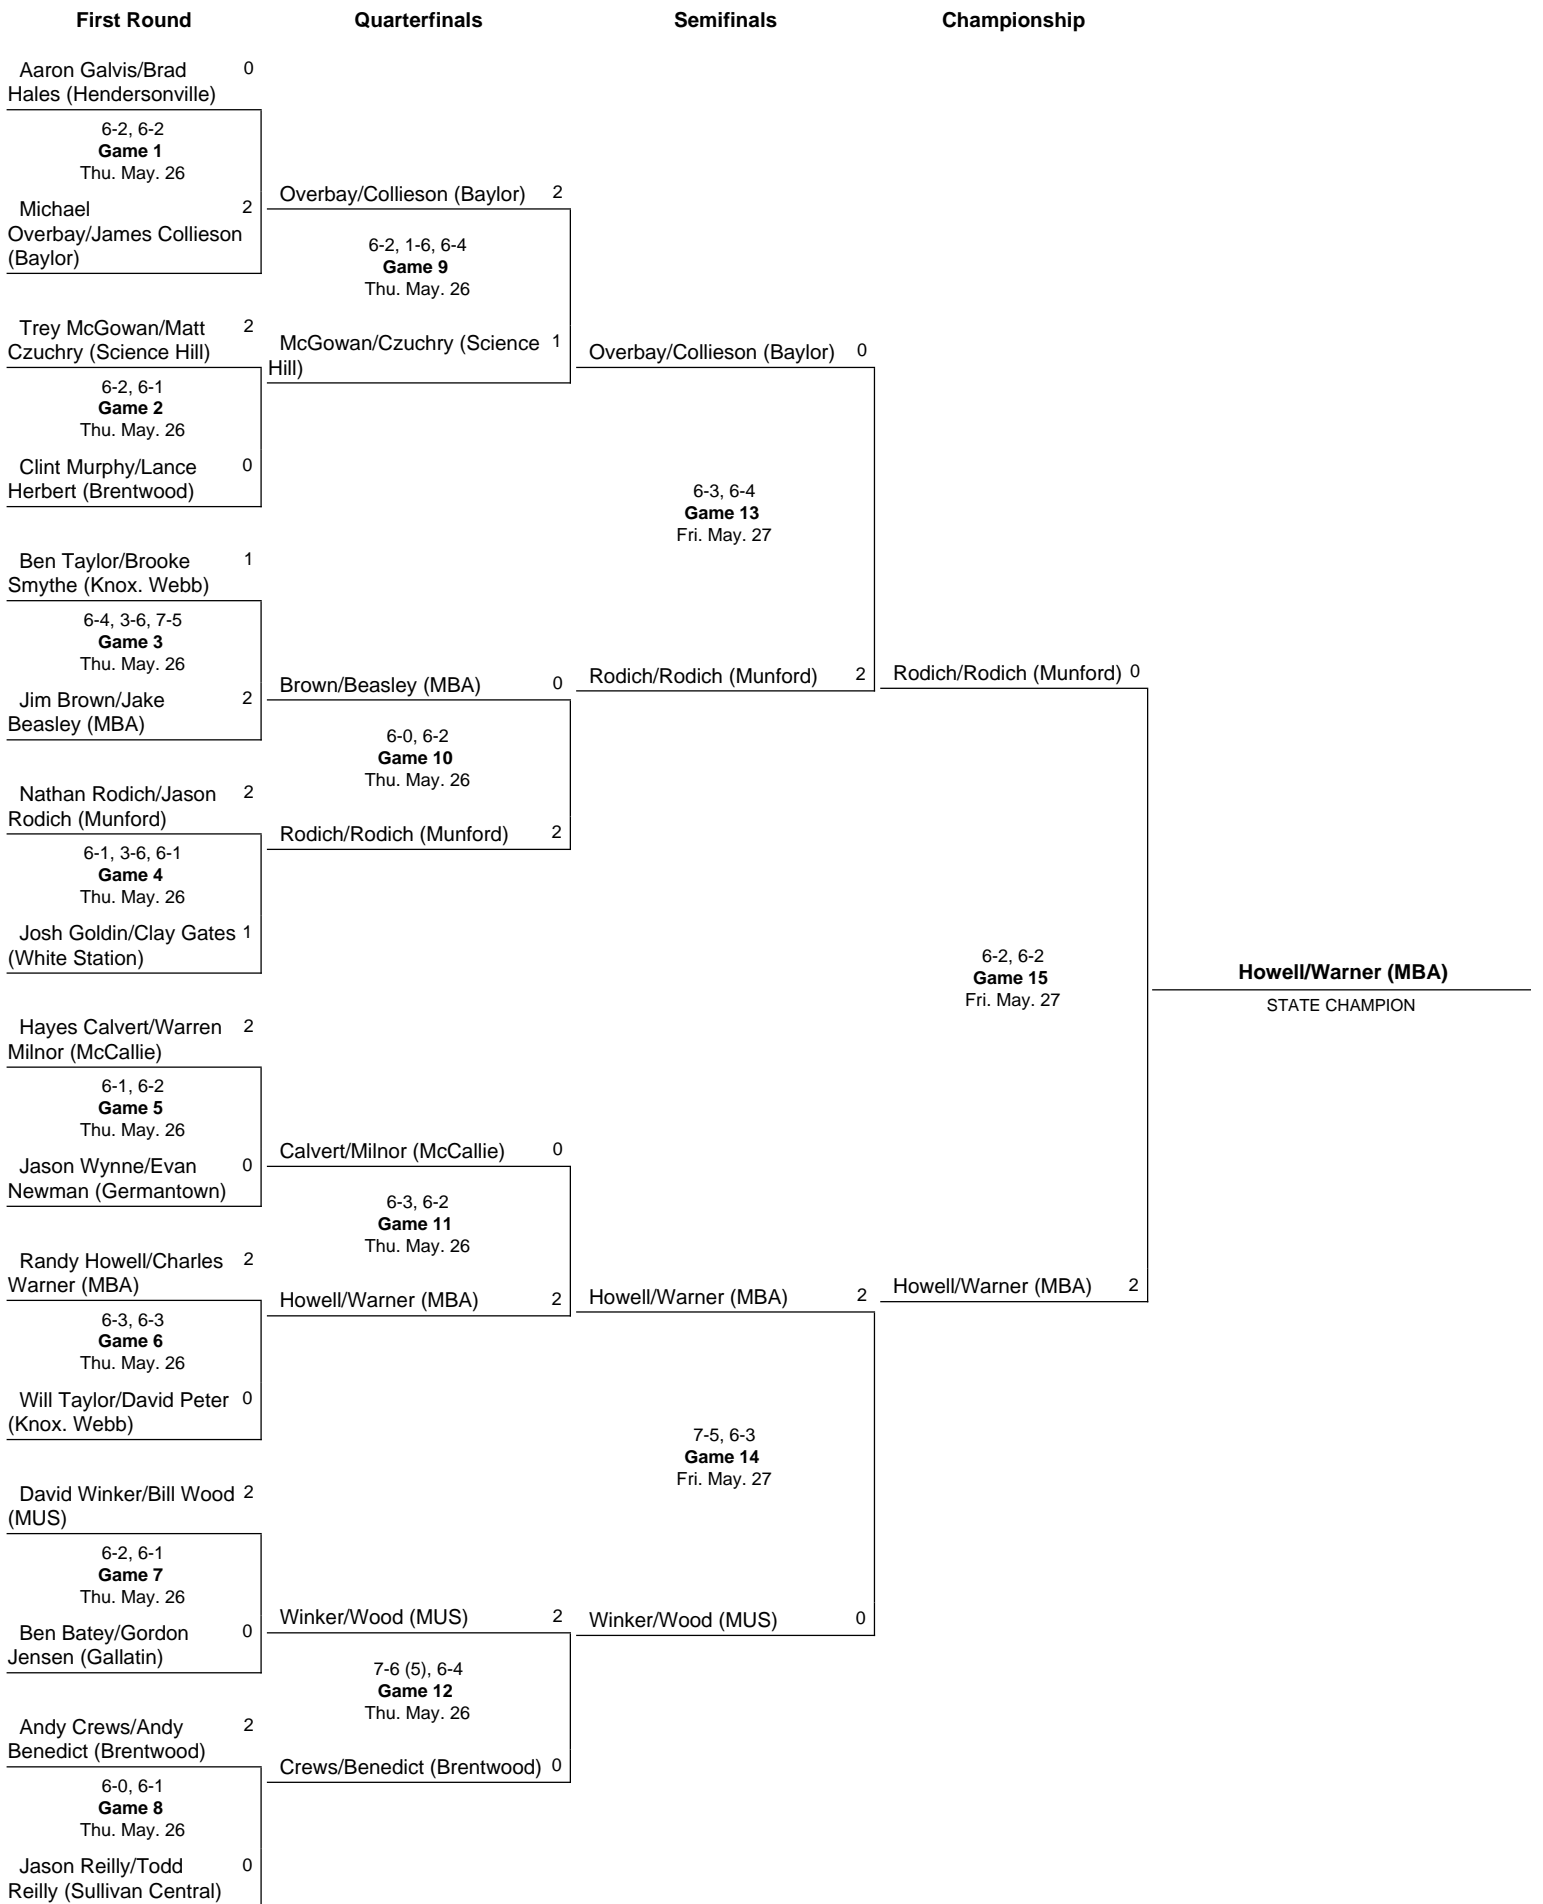 First Round
Quarterfinals
Semifinals
Championship
Aaron Galvis/Brad 0
Hales (Hendersonville)
6-2, 6-2
Game 1
Thu. May. 26
Michael 2
Overbay/James Collieson
(Baylor)
Trey McGowan/Matt 2
Czuchry (Science Hill)
6-2, 6-1
Game 2
Thu. May. 26
Clint Murphy/Lance 0
Herbert (Brentwood)
Ben Taylor/Brooke 1
Smythe (Knox. Webb)
6-4, 3-6, 7-5
Game 3
Thu. May. 26
Jim Brown/Jake 2
Beasley (MBA)
Nathan Rodich/Jason 2
Rodich (Munford)
6-1, 3-6, 6-1
Game 4
Thu. May. 26
Josh Goldin/Clay Gates 1
(White Station)
Hayes Calvert/Warren 2
Milnor (McCallie)
6-1, 6-2
Game 5
Thu. May. 26
Jason Wynne/Evan 0
Newman (Germantown)
Randy Howell/Charles 2
Warner (MBA)
6-3, 6-3
Game 6
Thu. May. 26
Will Taylor/David Peter 0
(Knox. Webb)
David Winker/Bill Wood 2
(MUS)
6-2, 6-1
Game 7
Thu. May. 26
Ben Batey/Gordon 0
Jensen (Gallatin)
Andy Crews/Andy 2
Benedict (Brentwood)
6-0, 6-1
Game 8
Thu. May. 26
Jason Reilly/Todd 0
Reilly (Sullivan Central)
Overbay/Collieson (Baylor) 2
6-2, 1-6, 6-4
Game 9
Thu. May. 26
McGowan/Czuchry (Science 1
Hill)
Brown/Beasley (MBA) 0
6-0, 6-2
Game 10
Thu. May. 26
Rodich/Rodich (Munford) 2
Calvert/Milnor (McCallie) 0
6-3, 6-2
Game 11
Thu. May. 26
Howell/Warner (MBA) 2
Winker/Wood (MUS) 2
7-6 (5), 6-4
Game 12
Thu. May. 26
Crews/Benedict (Brentwood) 0
Overbay/Collieson (Baylor) 0
6-3, 6-4
Game 13
Fri. May. 27
Rodich/Rodich (Munford) 2
Howell/Warner (MBA) 2
7-5, 6-3
Game 14
Fri. May. 27
Winker/Wood (MUS) 0
Rodich/Rodich (Munford) 0
6-2, 6-2
Game 15
Fri. May. 27
Howell/Warner (MBA) 2
Howell/Warner (MBA)
STATE CHAMPION